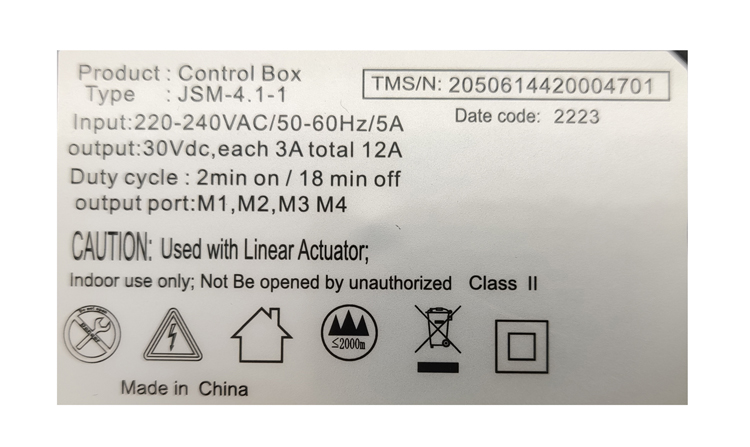 Product : Control Box
TMS/N: 2050614420004701
Type : JSM-4.1-1
Date code: 2223
Input:220-240VAC/50-60Hz/5A
output:30Vdc,each 3A total 12A
Duty cycle : 2min on / 18 min off
output port:M1,M2,M3 M4
CAUTION: Used with Linear Actuator;
Indoor use only; Not Be opened by unauthorized Class II
≤2000m
Made in China